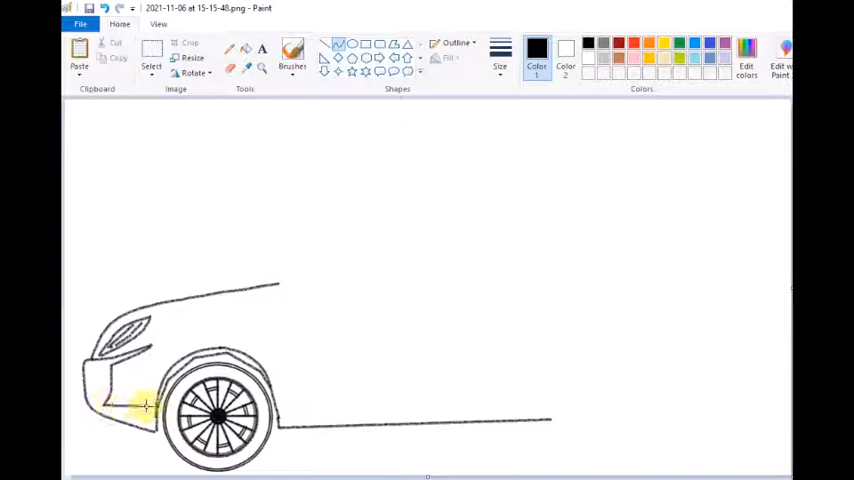 2021-11-06 at 15-15-48.png - Paint
File Home View
Paste
Cut
Copy
Clipboard
Select
Crop
Resize
Rotate
Image
A
Tools
Brushes
Outline
Fill
Shapes
Size
Color 1
Color 2
Edit colors
Colors
Edit w
Paint